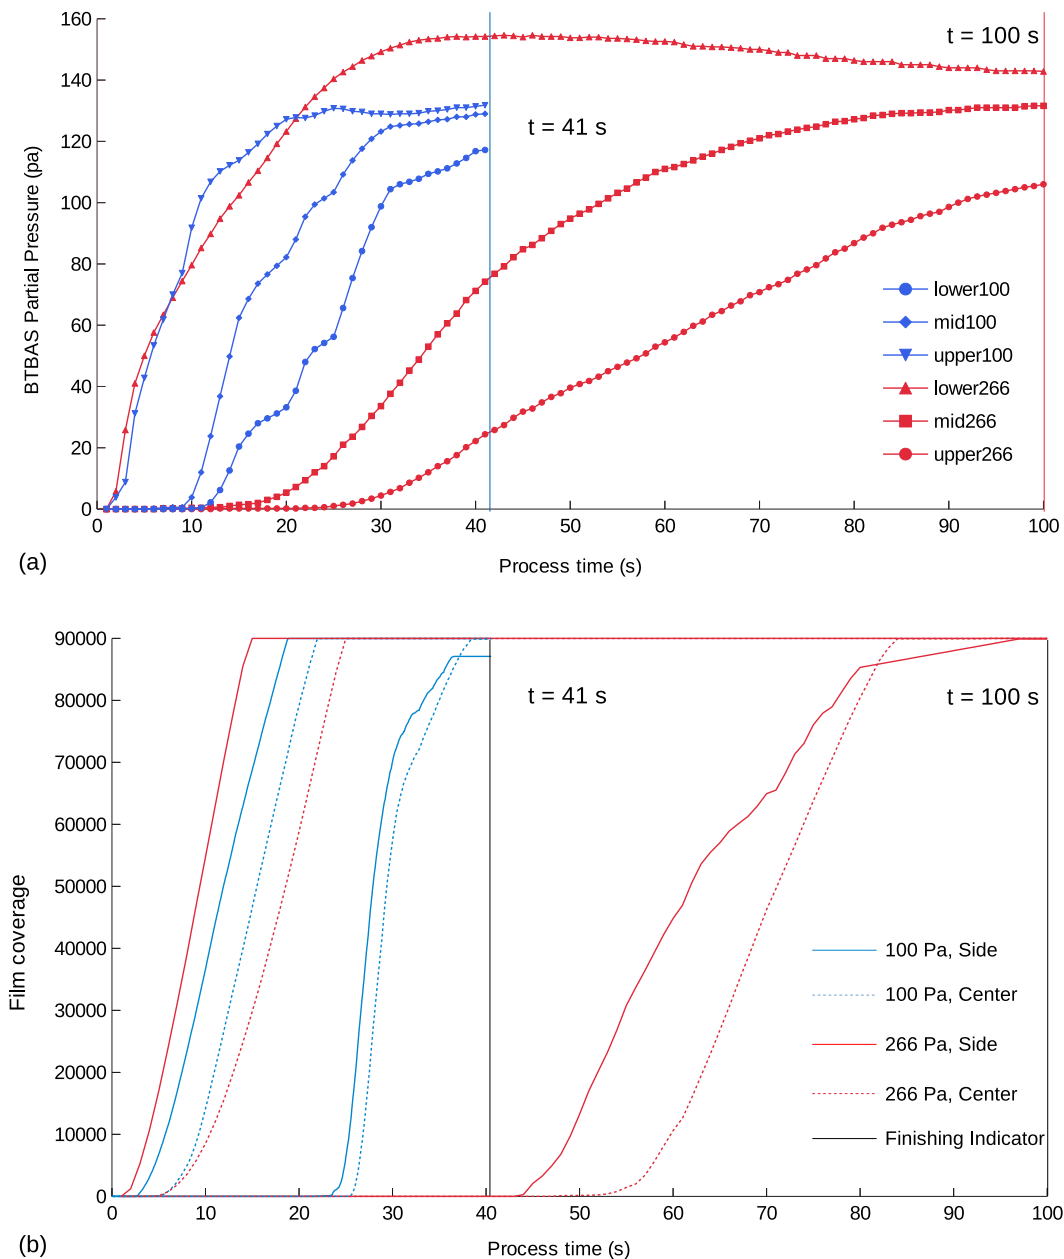 160
140
120
100
80
60
40
20
0
BTBAS Partial Pressure (pa)
t = 100 s
t = 41 s
lower100
mid100
upper100
lower266
mid266
upper266
0 10 20 30 40 50 60 70 80 90 100
Process time (s)
(a)
90000
80000
70000
60000
50000
40000
30000
20000
10000
0
Film coverage
t = 41 s
t = 100 s
100 Pa, Side
100 Pa, Center
266 Pa, Side
266 Pa, Center
Finishing Indicator
0 10 20 30 40 50 60 70 80 90 100
Process time (s)
(b)